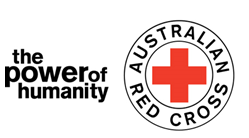 the
power of
humanity
AUSTRALIAN
RED CROSS